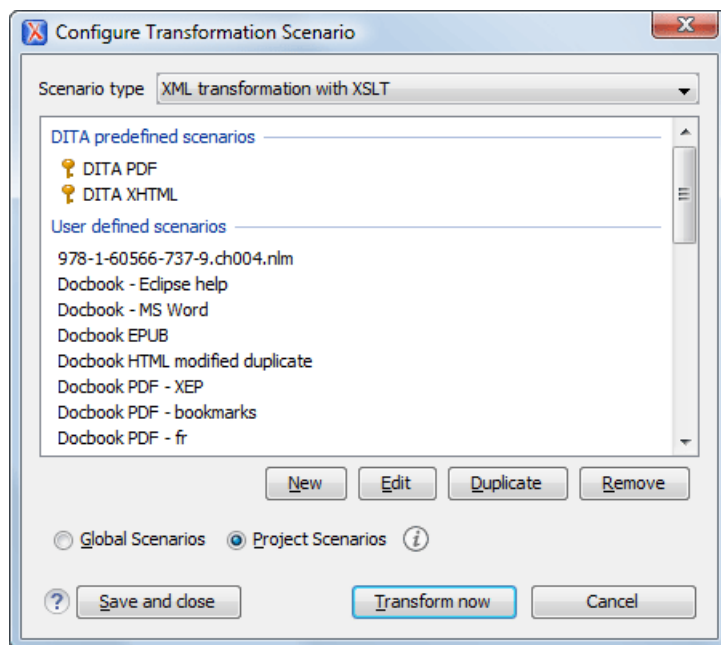 Configure Transformation Scenario
Scenario type XML transformation with XSLT
DITA predefined scenarios
DITA PDF
DITA XHTML
User defined scenarios
978-1-60566-737-9.ch004.nlm
Docbook - Eclipse help
Docbook - MS Word
Docbook EPUB
Docbook HTML modified duplicate
Docbook PDF - XEP
Docbook PDF - bookmarks
Docbook PDF - fr
New Edit Duplicate Remove
Global Scenarios Project Scenarios i
? Save and close Transform now Cancel